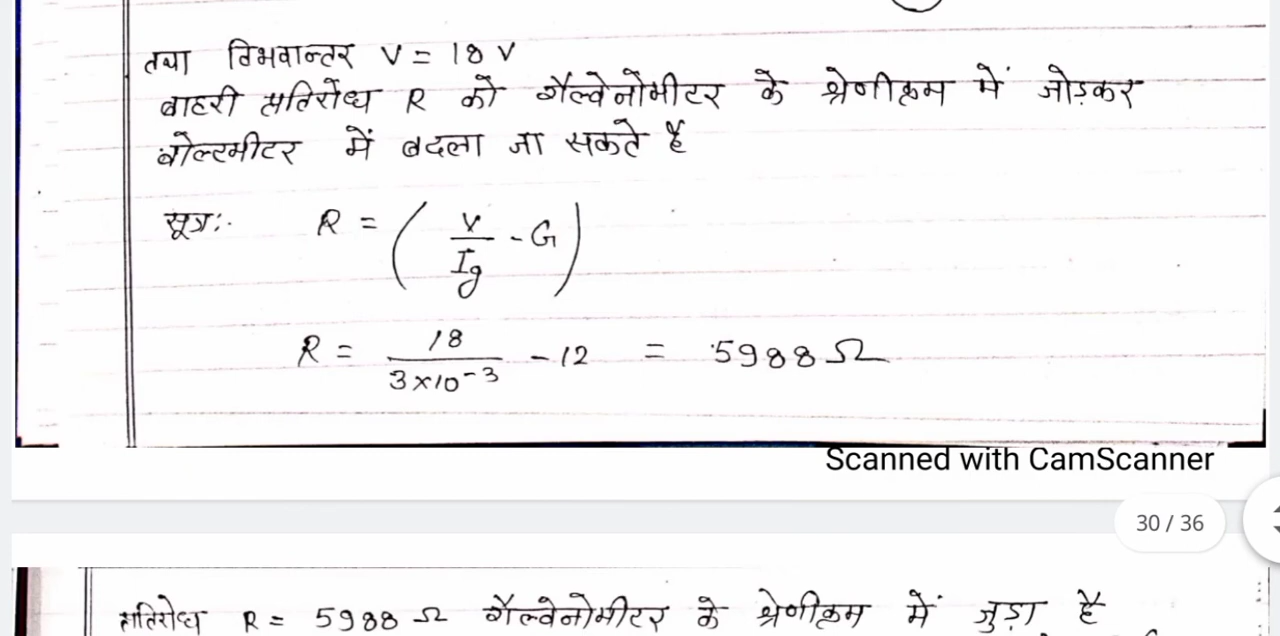 तथा विभवान्तर V = 18 V
बाहरी प्रतिरोध R को गैल्वेनोमीटर के श्रेणीक्रम में जोड़कर
वोल्टमीटर में बदला जा सकते है
सूत्र:- R = ( V / Ig - G )
R = 18 / 3×10-3 - 12 = 5988 Ω
Scanned with CamScanner
30 / 36
प्रतिरोध R = 5988 Ω गैल्वेनोमीटर के श्रेणीक्रम में जुड़ा है